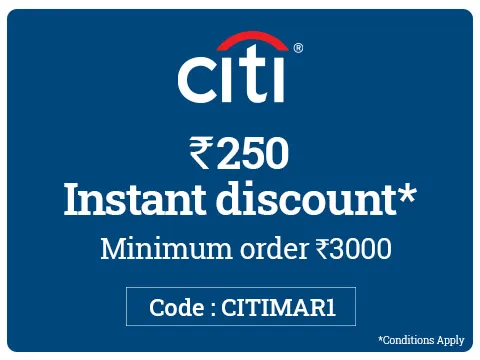 citi®
₹250
Instant discount*
Minimum order ₹3000
Code : CITIMAR1
*Conditions Apply